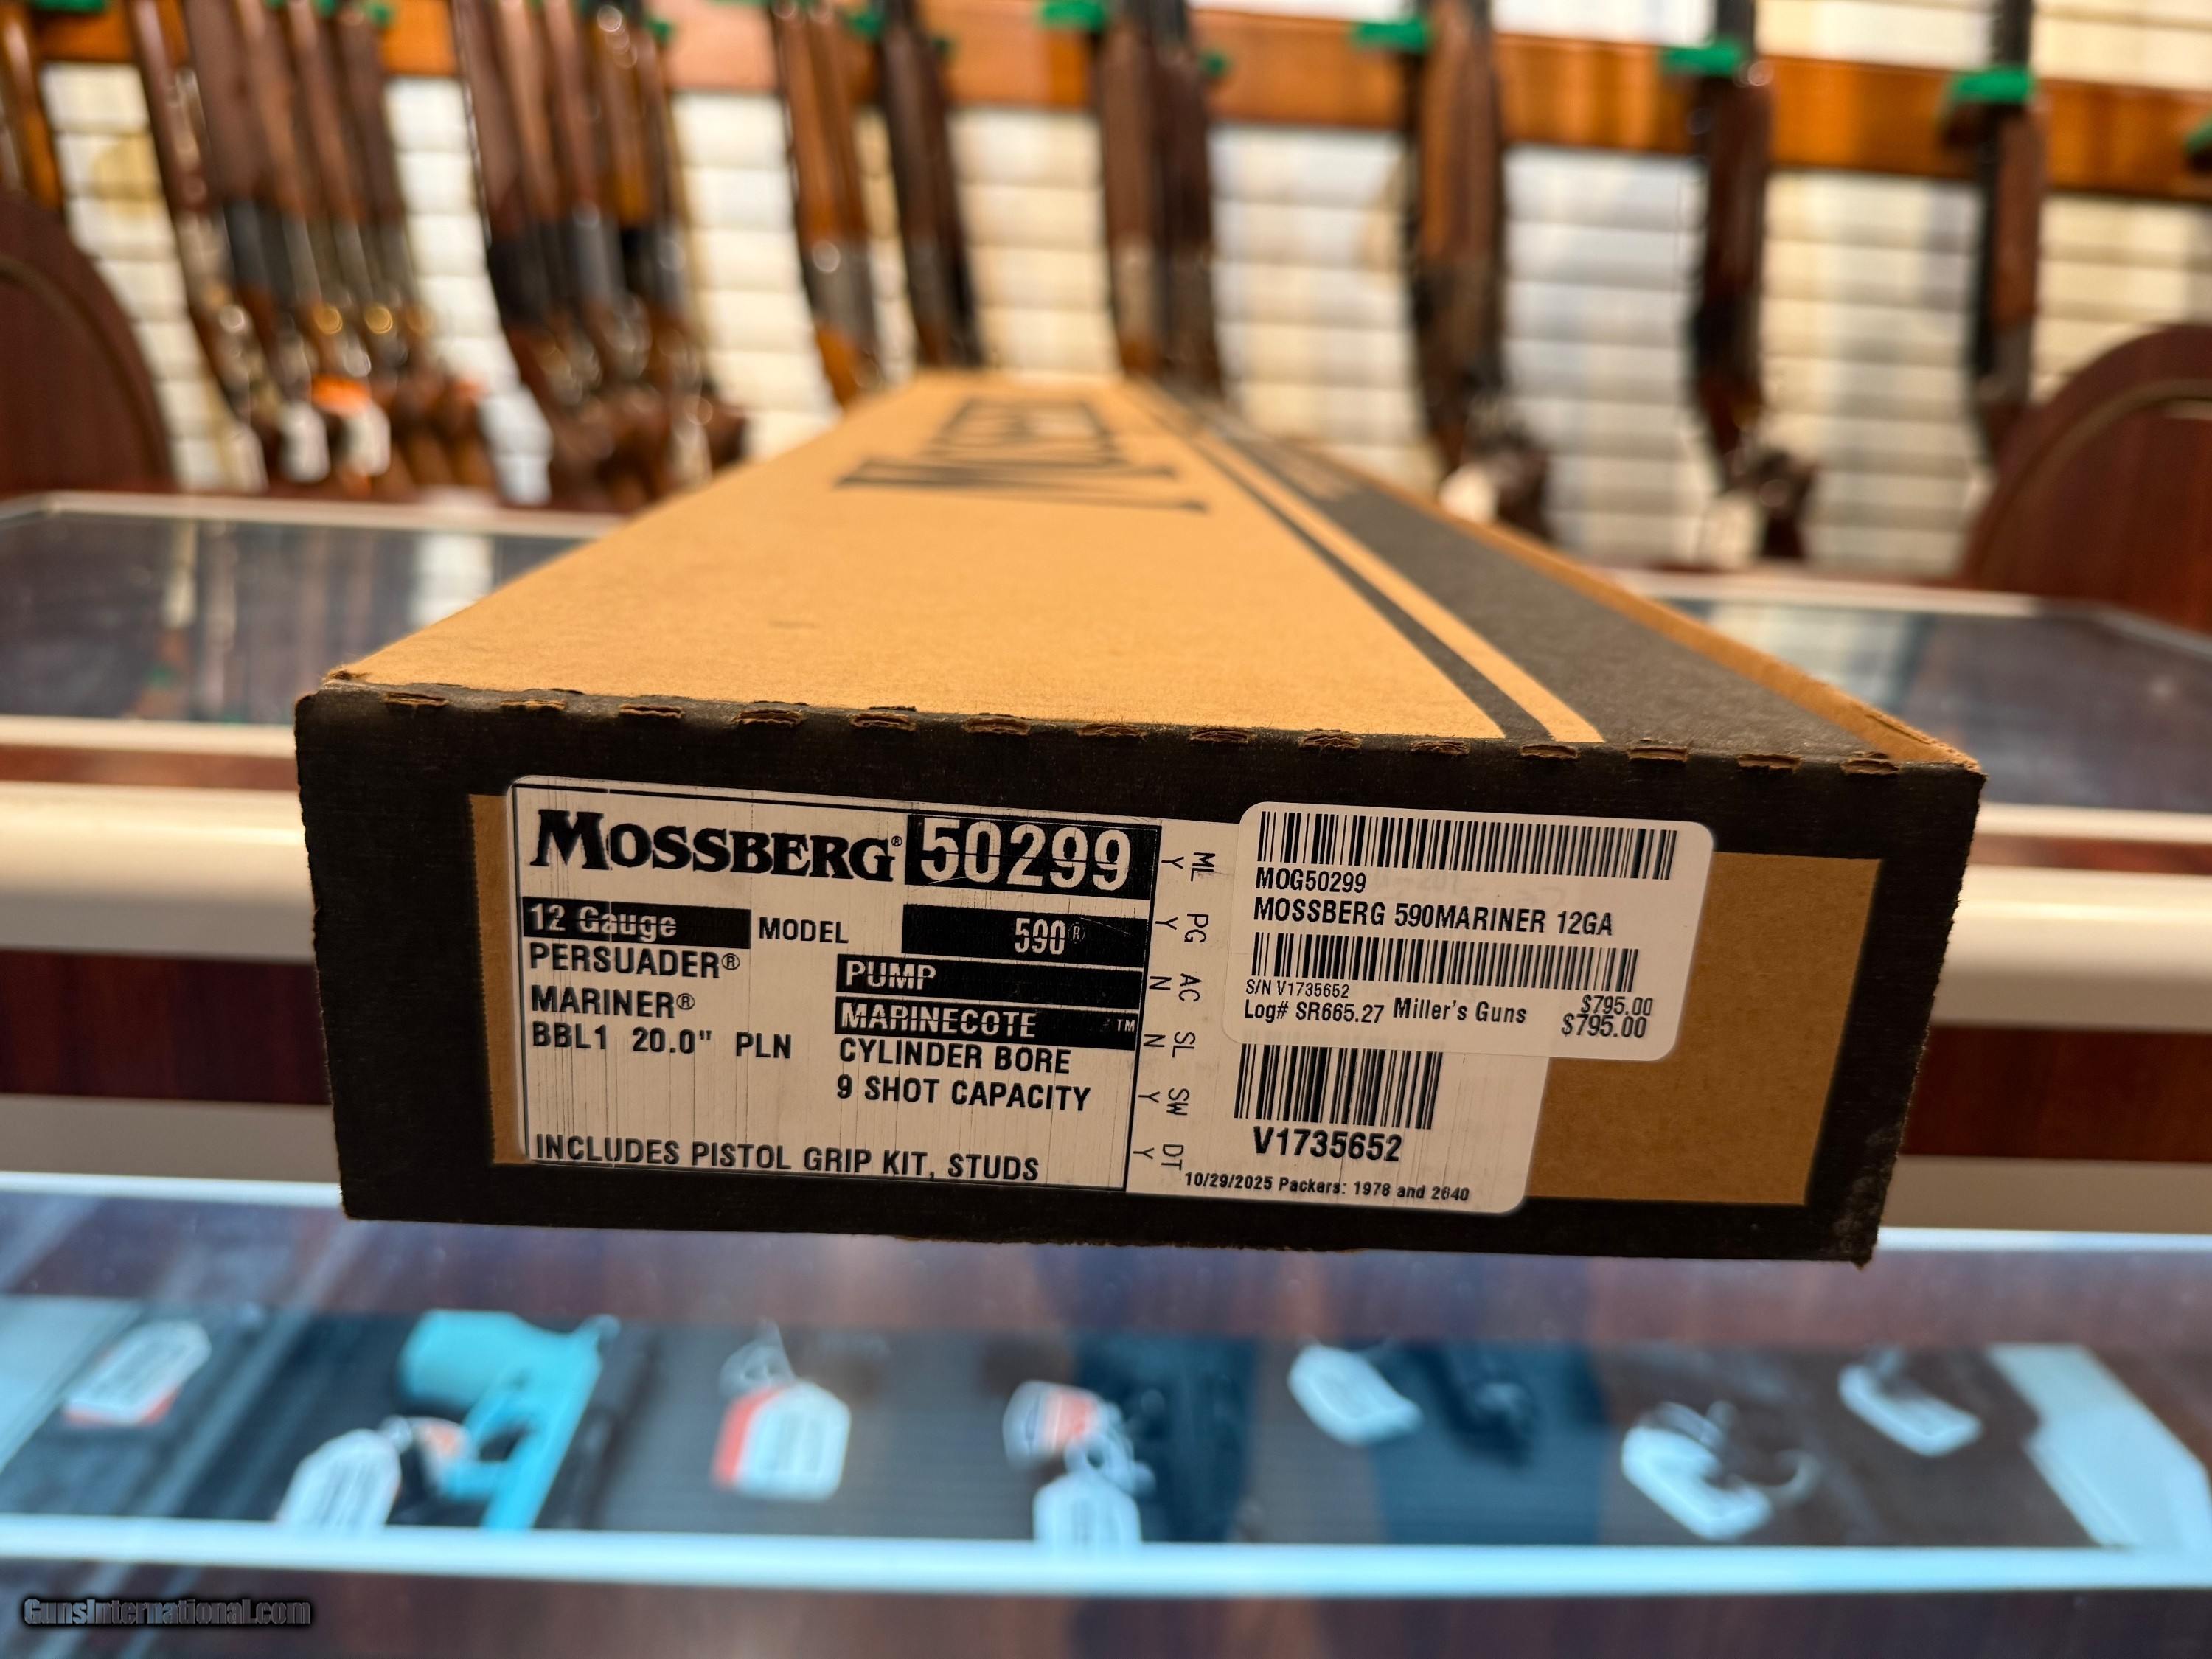 MOSSBERG® 50299
12 Gauge MODEL 590®
PERSUADER® PUMP
MARINER® MARINECOTE™
BBL1 20.0" PLN CYLINDER BORE
9 SHOT CAPACITY
INCLUDES PISTOL GRIP KIT, STUDS
ML Y
PG Y
AC N
SL N
SW Y
DT Y
MOG50299
MOSSBERG 590MARINER 12GA
S/N V1735652 $795.00
Log# SR665.27 Miller's Guns $795.00
V1735652
10/29/2025 Packers: 1978 and 2640
GunsInternational.com